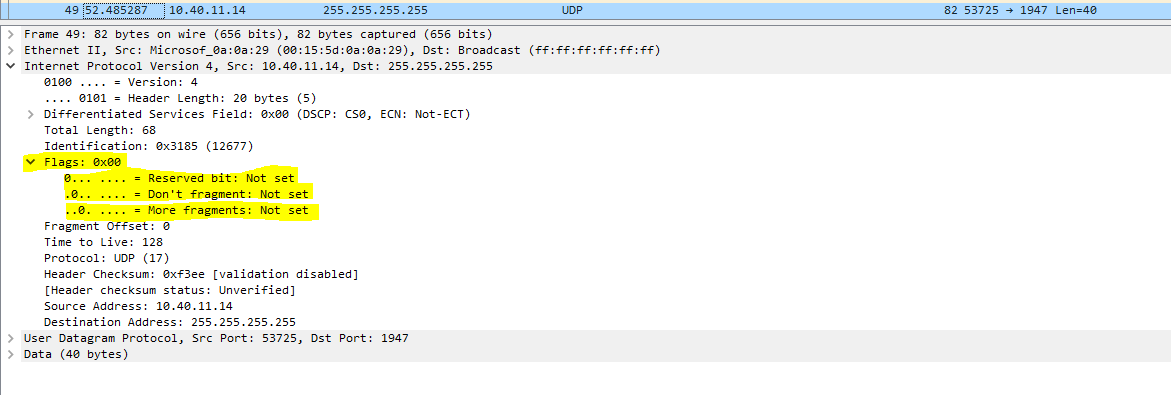 49 52.485287 10.40.11.14 255.255.255.255 UDP 82 53725 → 1947 Len=40
Frame 49: 82 bytes on wire (656 bits), 82 bytes captured (656 bits)
Ethernet II, Src: Microsof_0a:0a:29 (00:15:5d:0a:0a:29), Dst: Broadcast (ff:ff:ff:ff:ff:ff)
Internet Protocol Version 4, Src: 10.40.11.14, Dst: 255.255.255.255
0100 .... = Version: 4
.... 0101 = Header Length: 20 bytes (5)
Differentiated Services Field: 0x00 (DSCP: CS0, ECN: Not-ECT)
Total Length: 68
Identification: 0x3185 (12677)
Flags: 0x00
0... .... = Reserved bit: Not set
.0.. .... = Don't fragment: Not set
..0. .... = More fragments: Not set
Fragment Offset: 0
Time to Live: 128
Protocol: UDP (17)
Header Checksum: 0xf3ee [validation disabled]
[Header checksum status: Unverified]
Source Address: 10.40.11.14
Destination Address: 255.255.255.255
User Datagram Protocol, Src Port: 53725, Dst Port: 1947
Data (40 bytes)